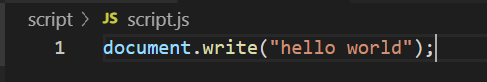 script > JS script.js
1 document.write("hello world");